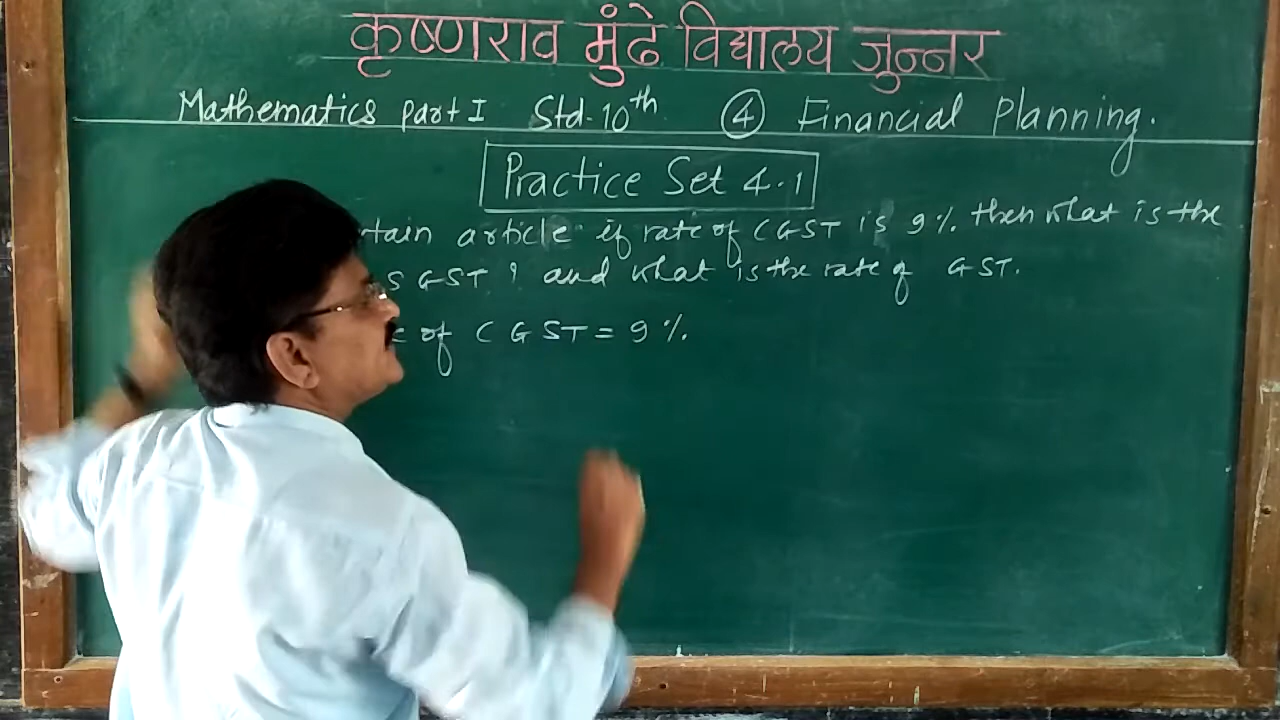 कृष्णराव मुंढे विद्यालय जुन्नर
Mathematics part I Std-10th ④ Financial Planning.
Practice Set 4.1
article if rate of CGST is 9%. then what is the
SGST ? and what is the rate of GST.
of CGST = 9%.